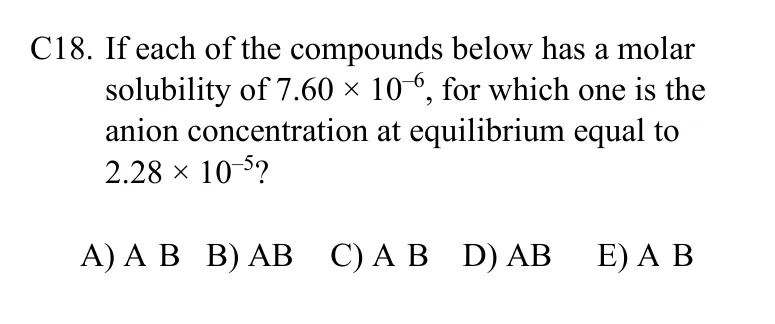 C18. If each of the compounds below has a molar
solubility of 7.60 × 10⁻⁶, for which one is the
anion concentration at equilibrium equal to
2.28 × 10⁻⁵?
A) A B B) AB C) A B D) AB E) A B